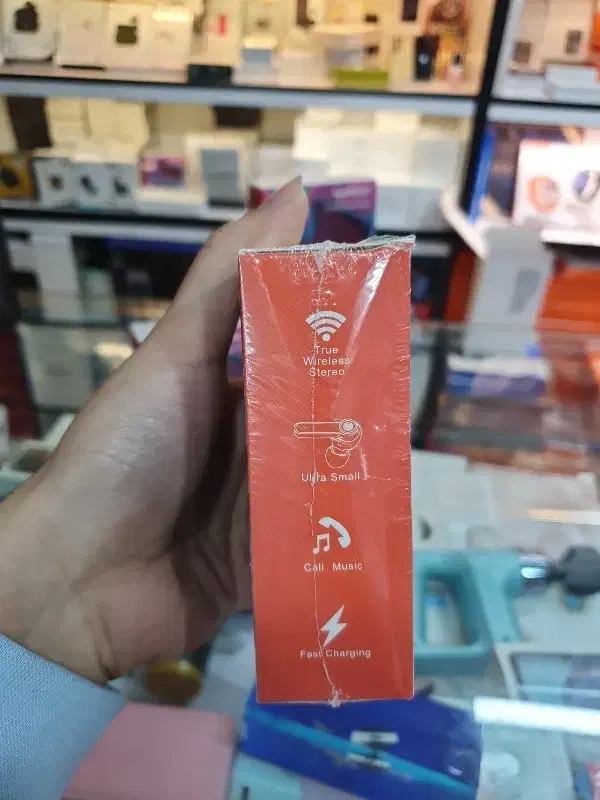 True
Wireless
Stereo
Ultra Small
Call. Music
Fast Charging